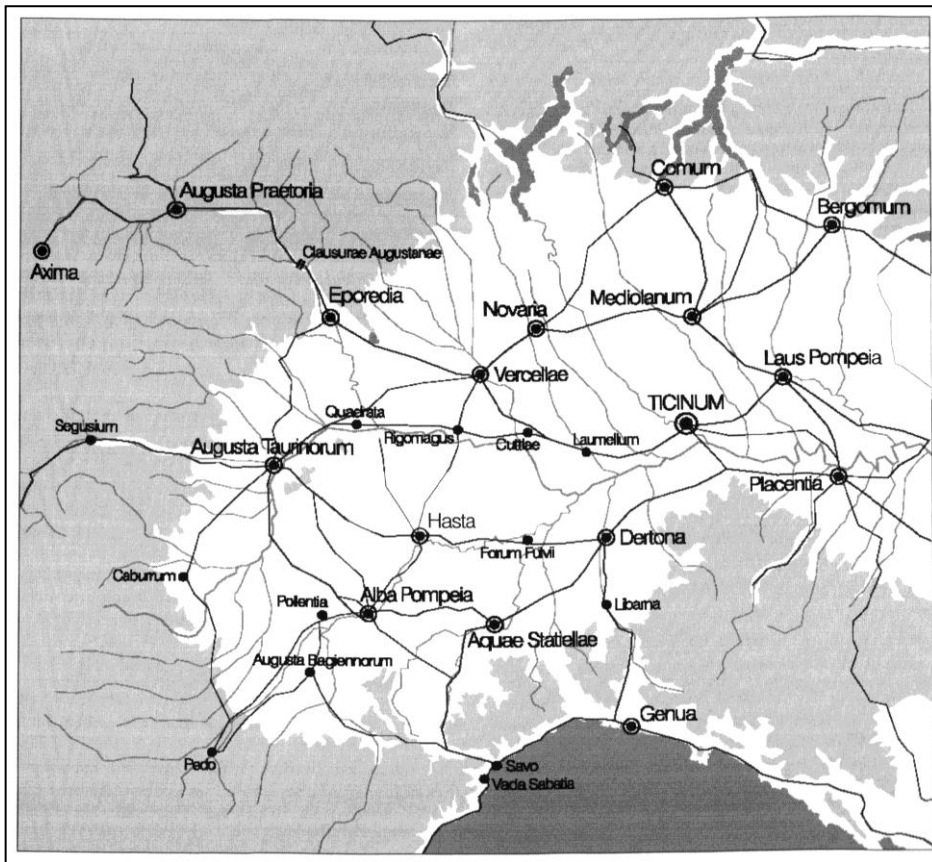 Comum
Augusta Praetoria
Bergomum
Clausurae Augustanae
Axima
Eporedia
Novaria
Mediolanum
Laus Pompeia
Vercellae
TICINUM
Quadrata
Segusium
Rigomagus
Cuttiae
Augusta Taurinorum
Laumellum
Placentia
Hasta
Forum Fulvii
Dertona
Caburrum
Alba Pompeia
Pollentia
Libarna
Aquae Statiellae
Augusta Bagiennorum
Genua
Pedo
Savo
Vada Sabatia